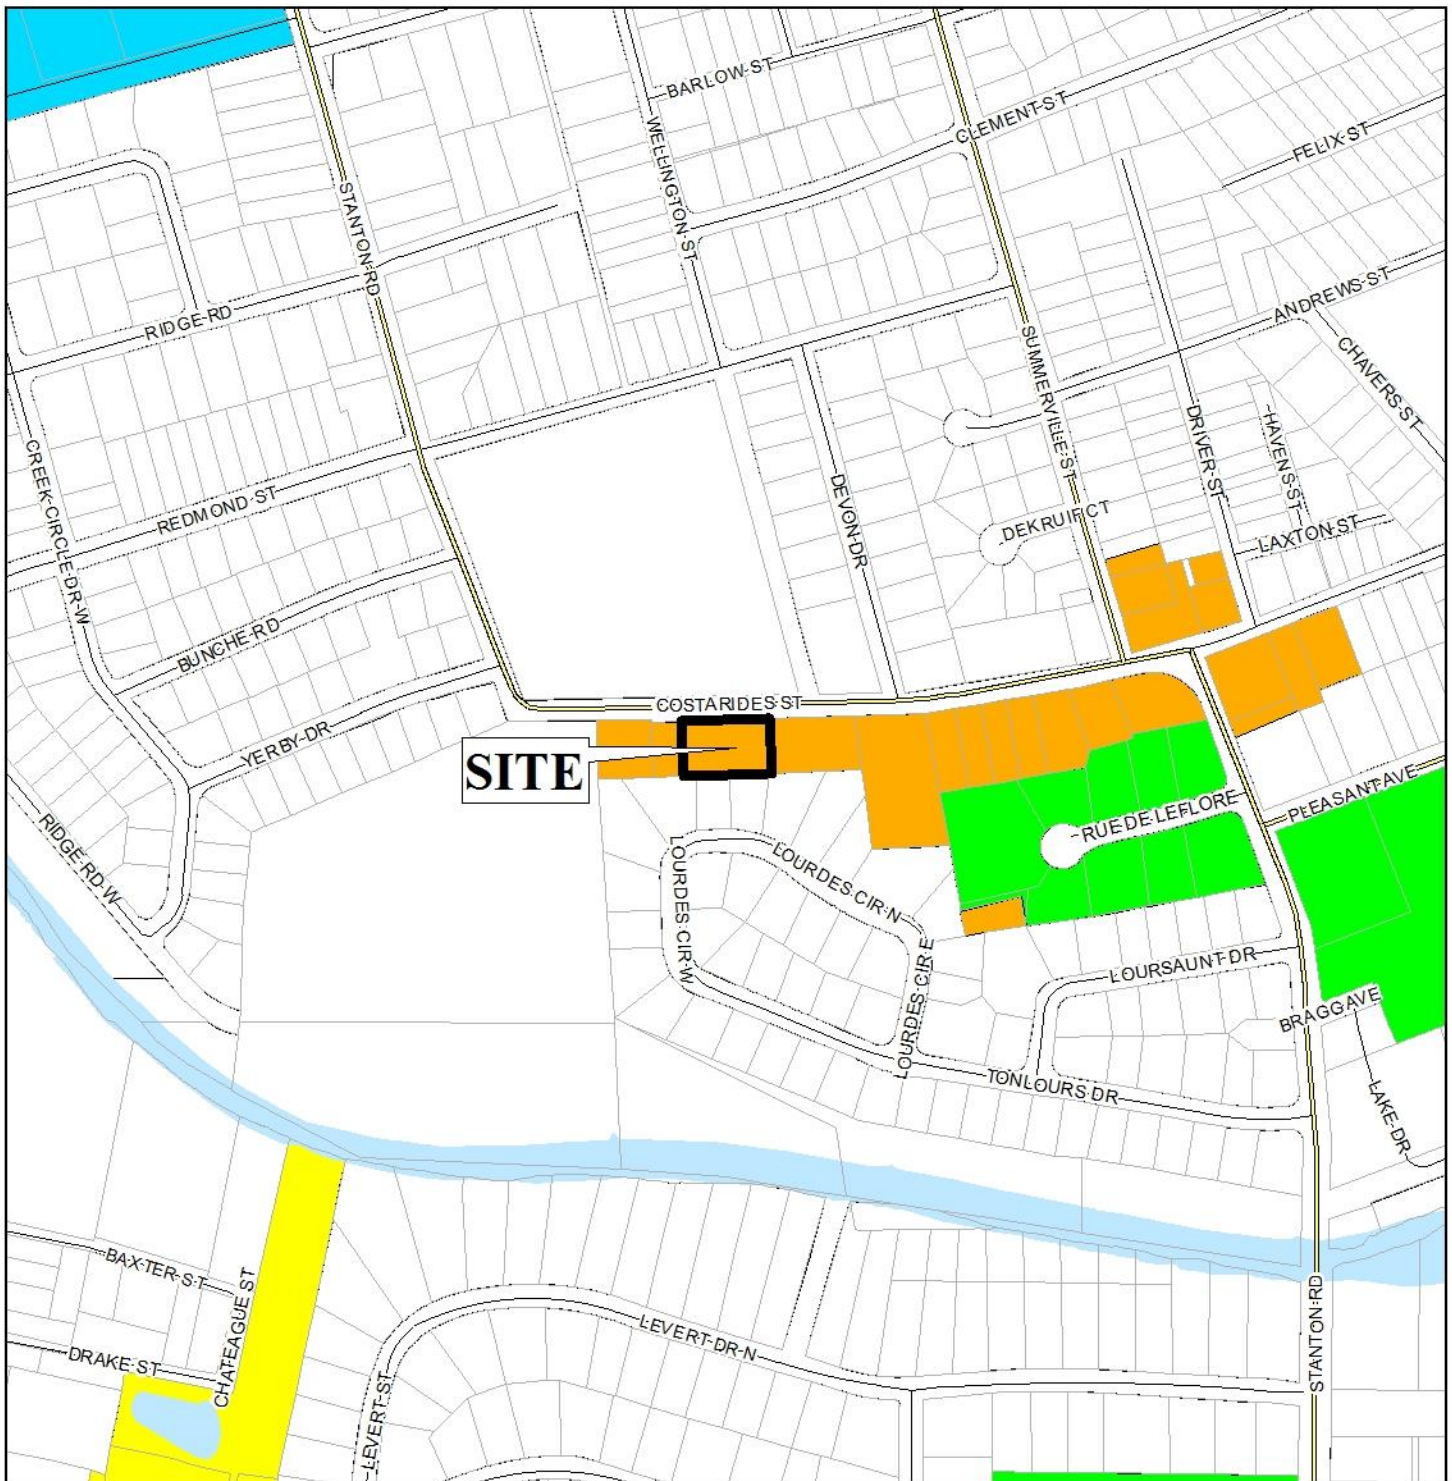 BARLOW ST
CLEMENT ST
FELIX ST
WELLINGTON ST
STANTON RD
RIDGE RD
ANDREWS ST
CHAVERS ST
SUMMERVILLE ST
DRIVER ST
HAVENS ST
CREEK CIRCLE DR W
REDMOND ST
DEVON DR
DEKRUIF CT
LAXTON ST
BUNCHE RD
YERBY DR
COSTARIDES ST
SITE
RIDGE RD W
PLEASANT AVE
RUE DE LEFLORE
LOURDES CIR N
LOURDES CIR W
LOURDES CIR E
LOURSAUNT DR
BRAGG AVE
TONLOURS DR
LAKE DR
BAXTER ST
CHATEAGUE ST
DRAKE ST
LEVERT DR N
LEVERT ST
STANTON RD